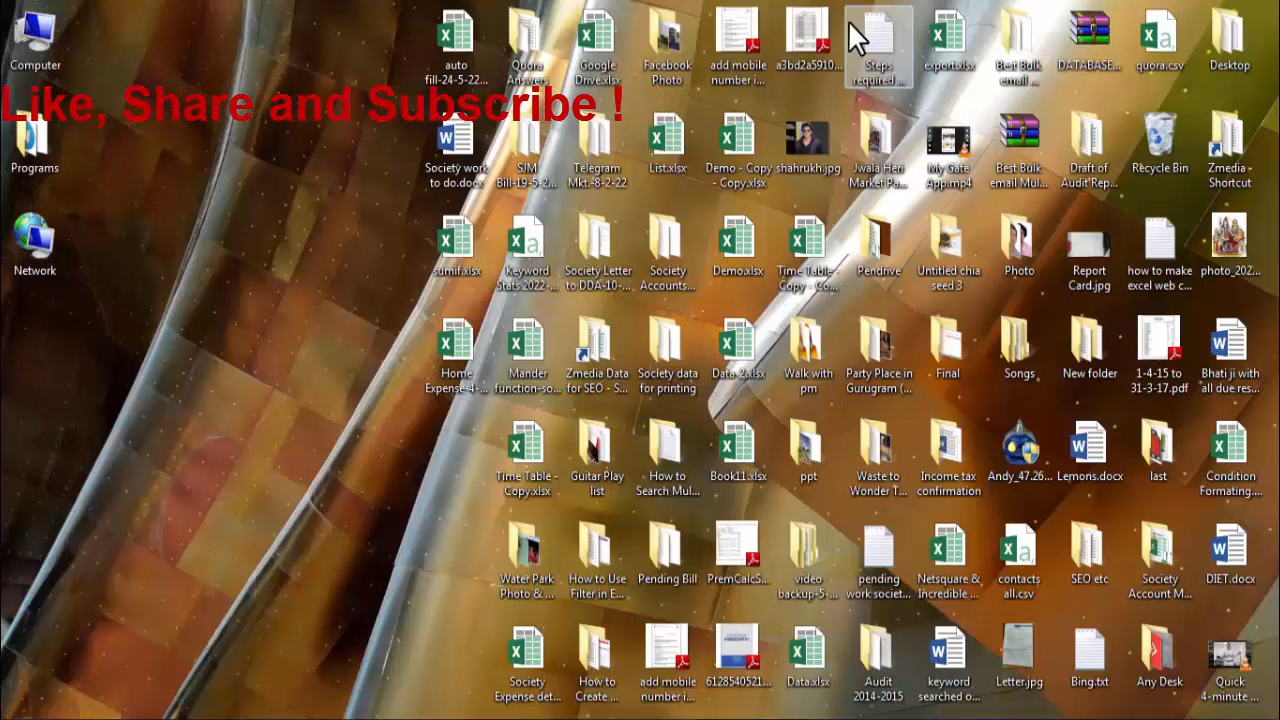 Computer
auto
fill-24-5-22...
Quora
Answers
Google
Drive.xlsx
Facebook
Photo
add mobile
number i...
a3bd2a5910...
Steps
required ...
export.xlsx
Best Bulk
email ...
DATABASE...
quora.csv
Desktop
Like, Share and Subscribe !
Programs
Society work
to do.docx
SJM
Bill-19-5-2...
Telegram
Mkt.-8-2-22
List.xlsx
Demo - Copy
- Copy.xlsx
shahrukh.jpg
Jwala Heri
Market Pa...
My Gate
App.mp4
Best Bulk
email Mul...
Draft of
Audit Rep...
Recycle Bin
Zmedia -
Shortcut
Network
sumif.xlsx
Keyword
Stats 2022-...
Society Letter
to DDA-10-...
Society
Accounts...
Demo.xlsx
Time Table -
Copy - Co...
Pendrive
Untitled chia
seed 3
Photo
Report
Card.jpg
how to make
excel web c...
photo_202...
Home
Expense-4-...
Mander
function-so...
Zmedia Data
for SEO - S...
Society data
for printing
Data-2.xlsx
Walk with
pm
Party Place in
Gurugram (...
Final
Songs
New folder
1-4-15 to
31-3-17.pdf
Bhati ji with
all due res...
Time Table -
Copy.xlsx
Guitar Play
list
How to
Search Mul...
Book11.xlsx
ppt
Waste to
Wonder T...
Income tax
confirmation
Andy_47.26...
Lemons.docx
last
Condition
Formating....
Water Park
Photo & ...
How to Use
Filter in E...
Pending Bill
PremCalcS...
video
backup-5-...
pending
work societ...
Netsquare &
Incredible ...
contacts
all.csv
SEO etc
Society
Account M...
DIET.docx
Society
Expense det...
How to
Create ...
add mobile
number i...
6128540521...
Data.xlsx
Audit
2014-2015
keyword
searched o...
Letter.jpg
Bing.txt
Any Desk
Quick
4-minute ...